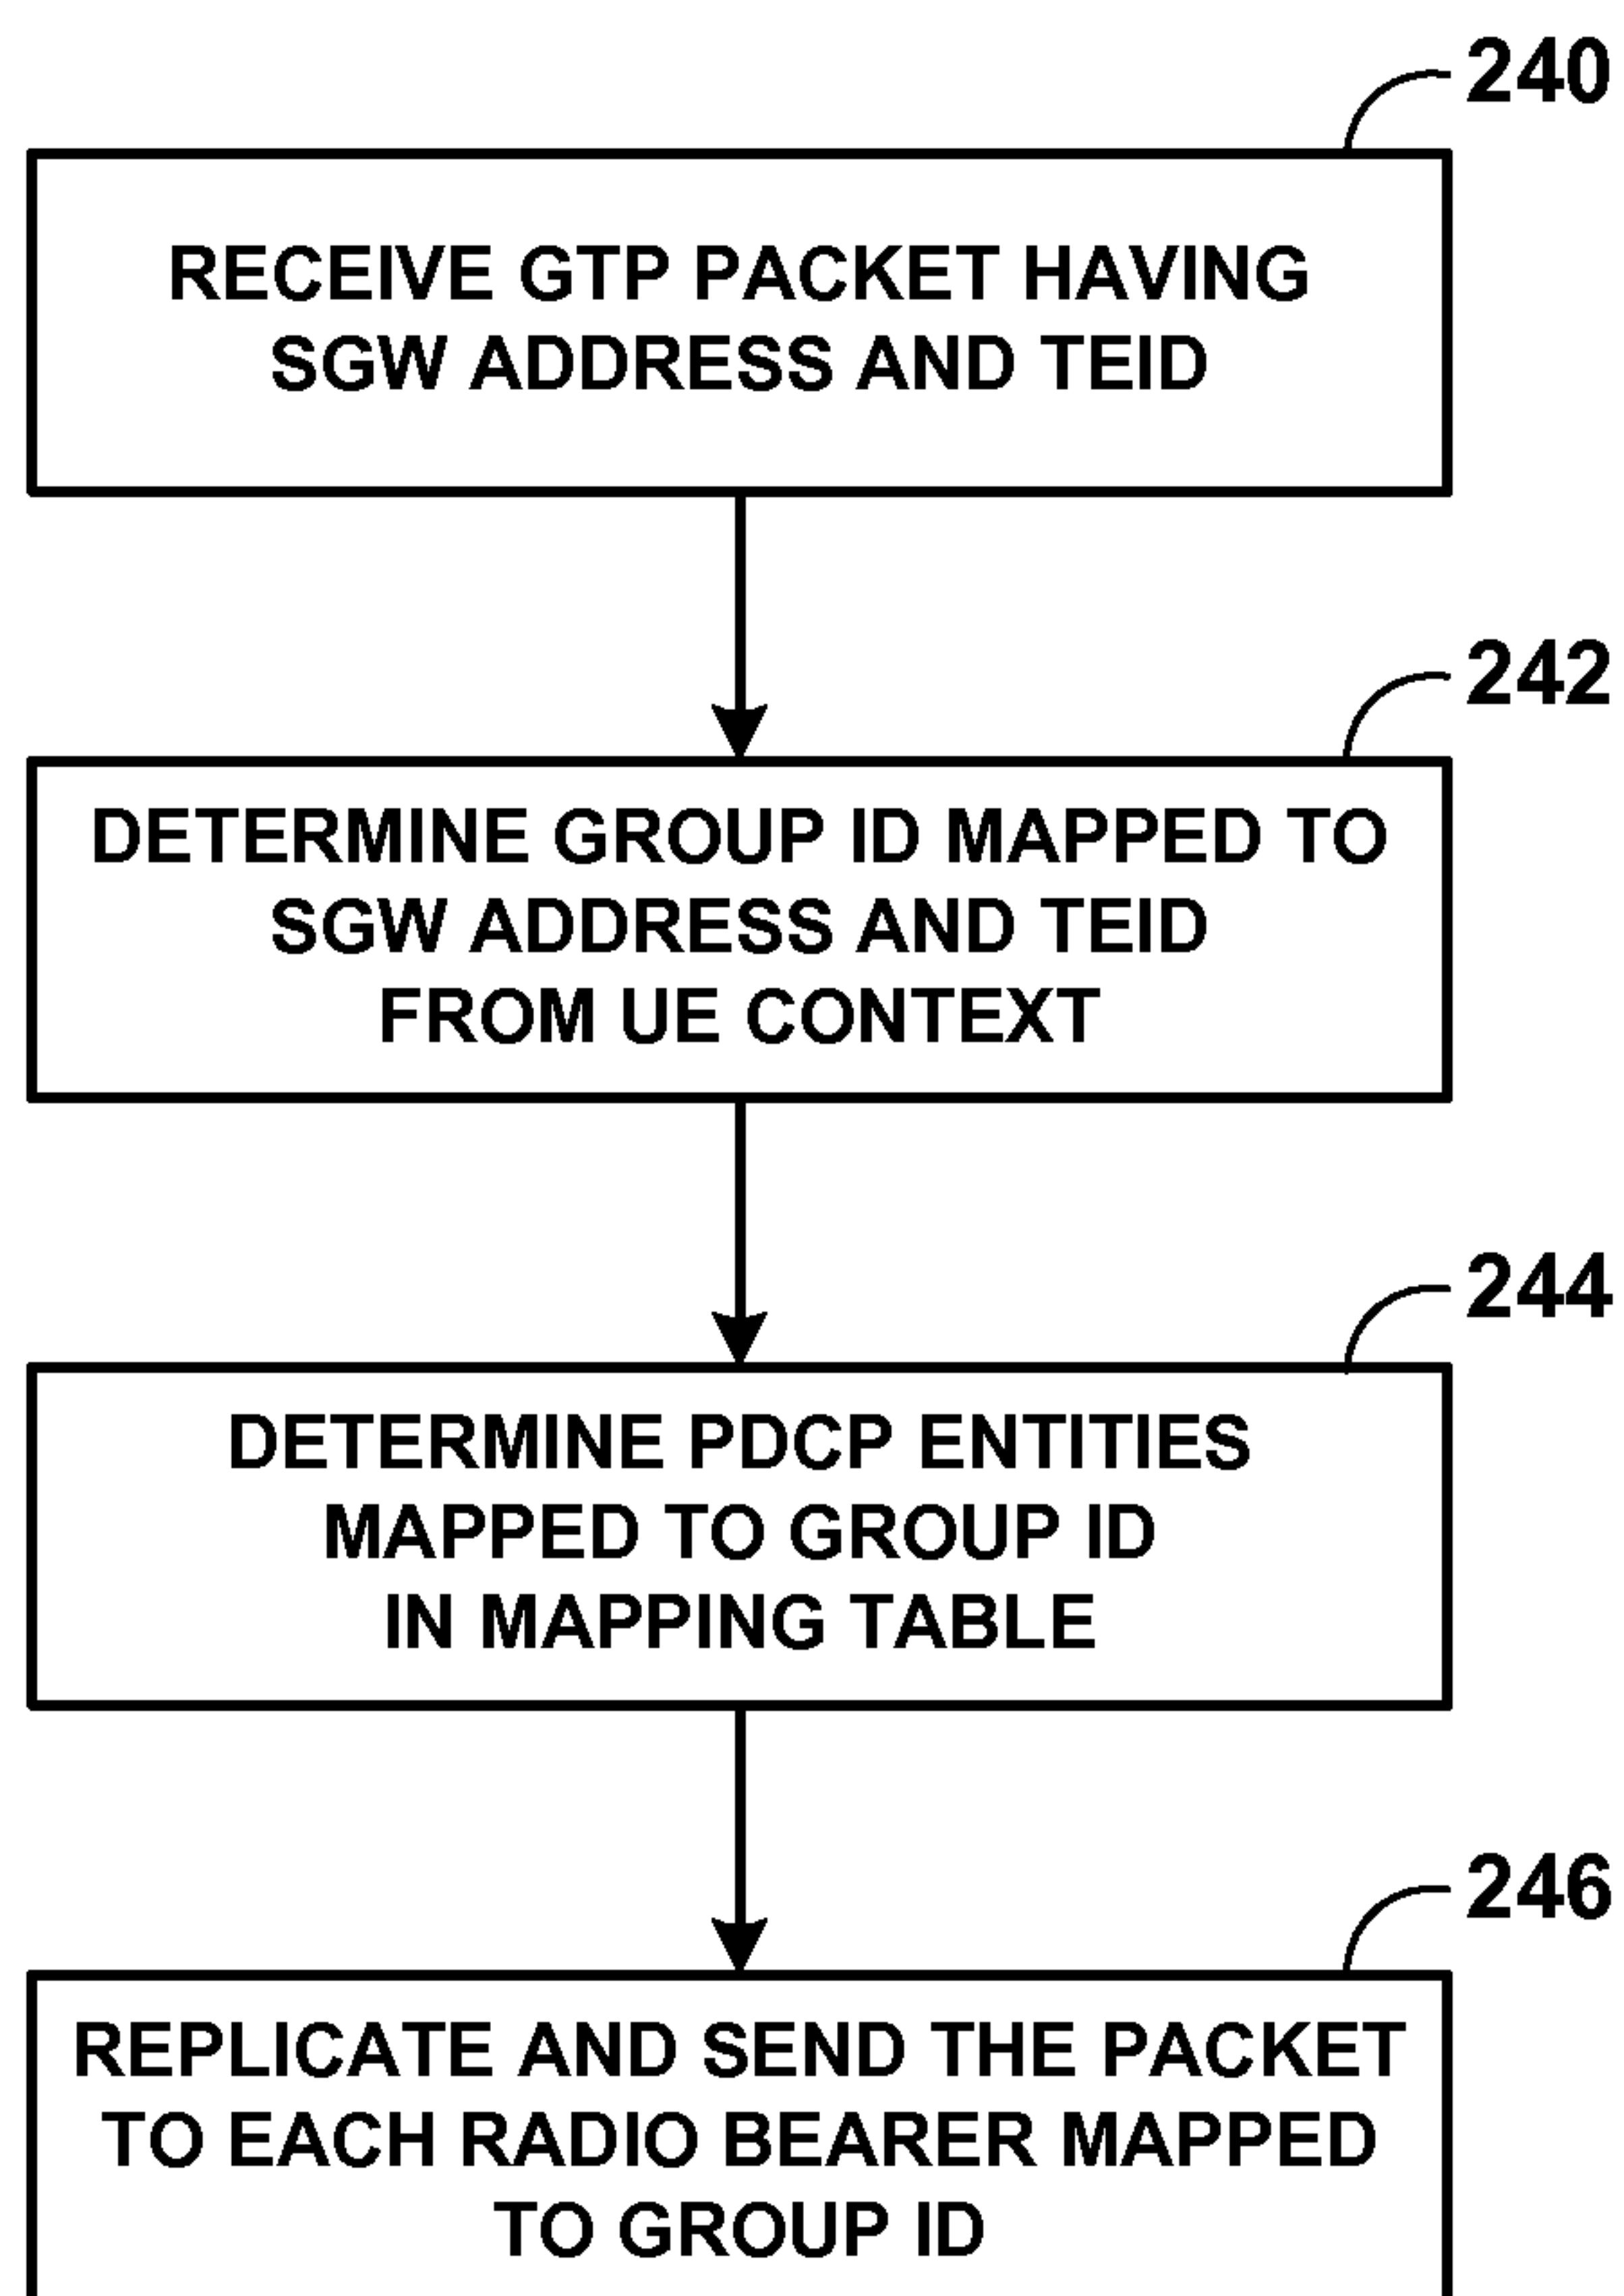 240
RECEIVE GTP PACKET HAVING
SGW ADDRESS AND TEID
242
DETERMINE GROUP ID MAPPED TO
SGW ADDRESS AND TEID
FROM UE CONTEXT
244
DETERMINE PDCP ENTITIES
MAPPED TO GROUP ID
IN MAPPING TABLE
246
REPLICATE AND SEND THE PACKET
TO EACH RADIO BEARER MAPPED
TO GROUP ID